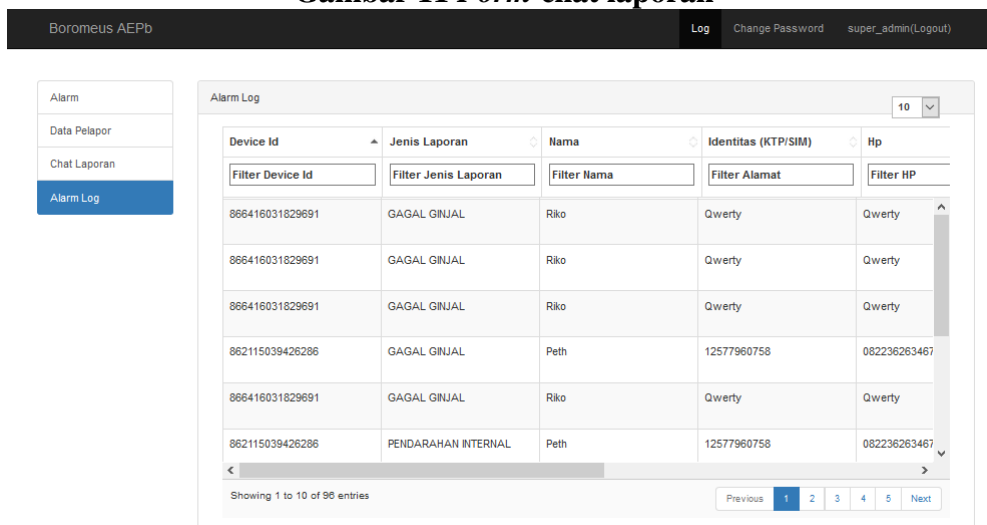 Gambar 11 Form chat laporan
Boromeus AEPb Log Change Password super_admin(Logout)
Alarm
Data Pelapor
Chat Laporan
Alarm Log
Alarm Log 10
Device Id Jenis Laporan Nama Identitas (KTP/SIM) Hp
Filter Device Id Filter Jenis Laporan Filter Nama Filter Alamat Filter HP
866416031829691 GAGAL GINJAL Riko Qwerty Qwerty
866416031829691 GAGAL GINJAL Riko Qwerty Qwerty
866416031829691 GAGAL GINJAL Riko Qwerty Qwerty
862115039426286 GAGAL GINJAL Peth 12577960758 082236263467
866416031829691 GAGAL GINJAL Riko Qwerty Qwerty
862115039426286 PENDARAHAN INTERNAL Peth 12577960758 082236263467
Showing 1 to 10 of 96 entries Previous 1 2 3 4 5 Next